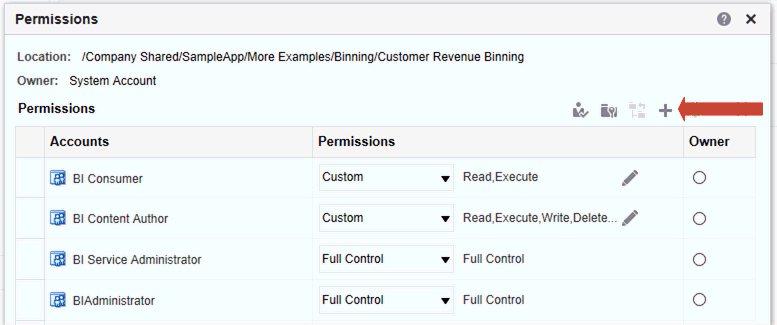 Permissions
Location: /Company Shared/SampleApp/More Examples/Binning/Customer Revenue Binning
Owner: System Account
Permissions
Accounts Permissions Owner
BI Consumer Custom Read,Execute
BI Content Author Custom Read,Execute,Write,Delete...
BI Service Administrator Full Control Full Control
BIAdministrator Full Control Full Control